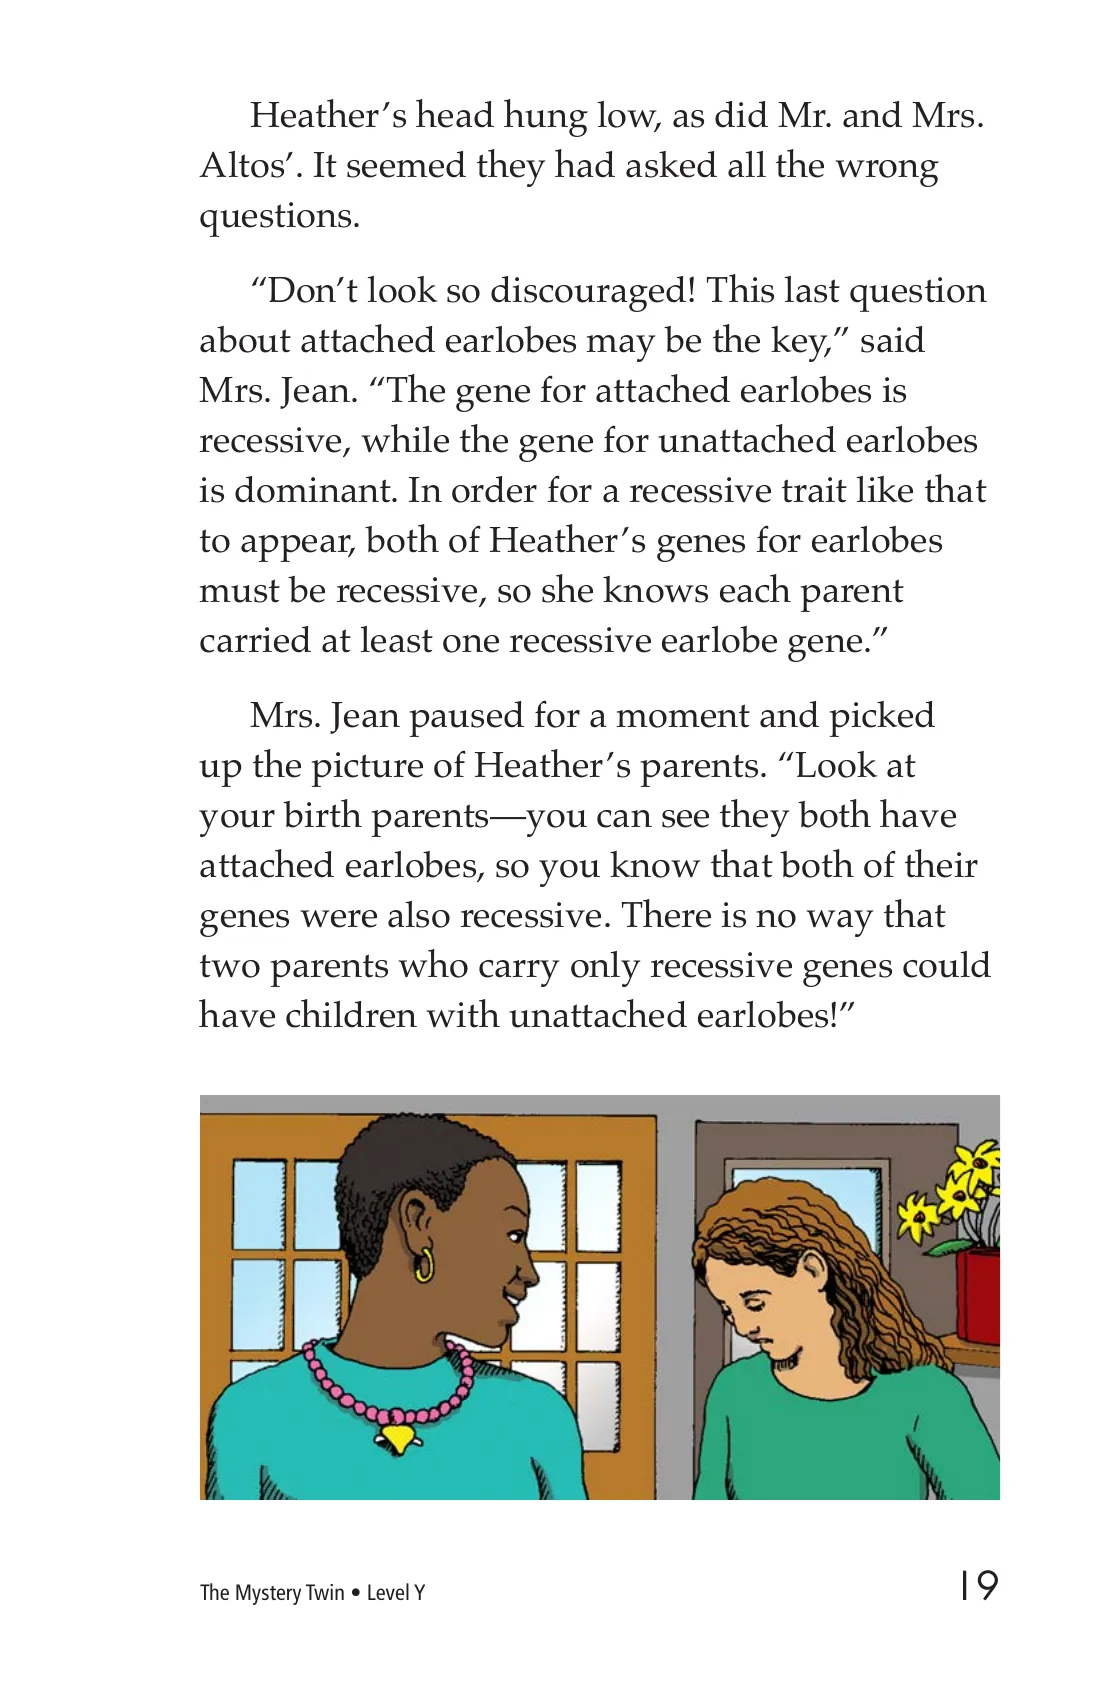 Heather’s head hung low, as did Mr. and Mrs.
Altos’. It seemed they had asked all the wrong
questions.
“Don’t look so discouraged! This last question
about attached earlobes may be the key,” said
Mrs. Jean. “The gene for attached earlobes is
recessive, while the gene for unattached earlobes
is dominant. In order for a recessive trait like that
to appear, both of Heather’s genes for earlobes
must be recessive, so she knows each parent
carried at least one recessive earlobe gene.”
Mrs. Jean paused for a moment and picked
up the picture of Heather’s parents. “Look at
your birth parents—you can see they both have
attached earlobes, so you know that both of their
genes were also recessive. There is no way that
two parents who carry only recessive genes could
have children with unattached earlobes!”
The Mystery Twin • Level Y
19